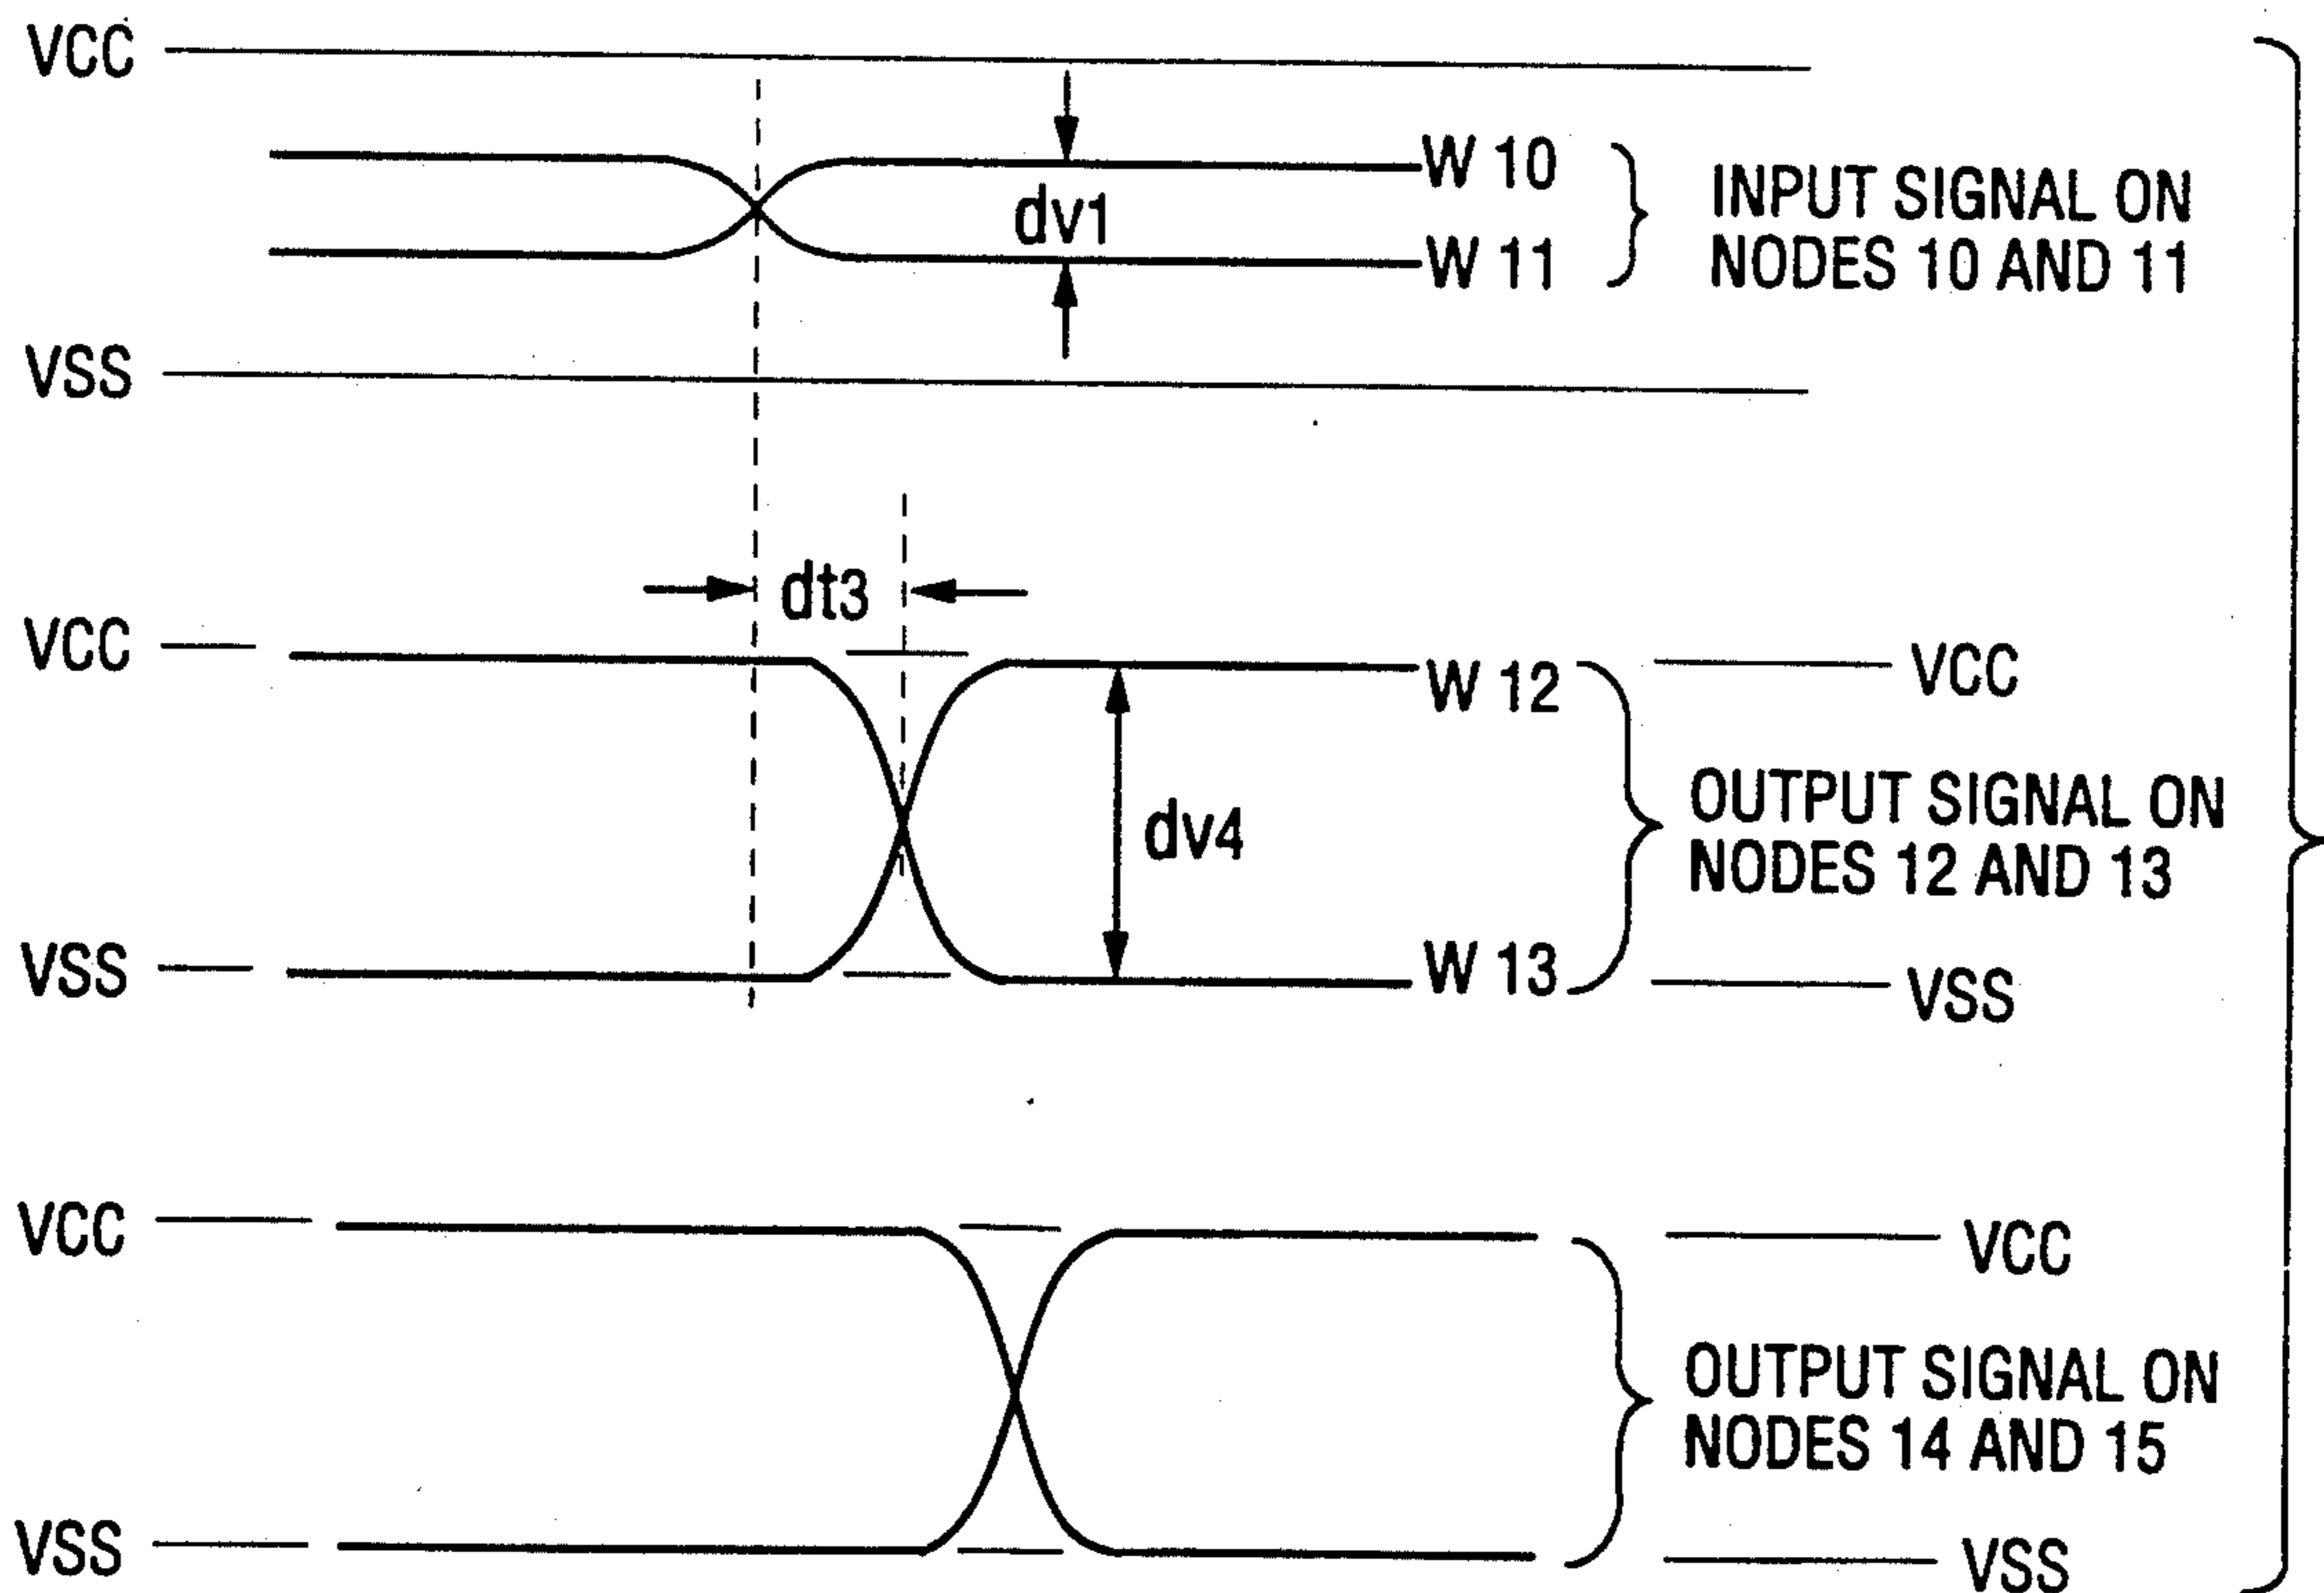 VCC
W 10
dv1
W 11
INPUT SIGNAL ON
NODES 10 AND 11
VSS
dt3
VCC
W 12
VCC
dv4
OUTPUT SIGNAL ON
NODES 12 AND 13
VSS
W 13
VSS
VCC
VCC
OUTPUT SIGNAL ON
NODES 14 AND 15
VSS
VSS